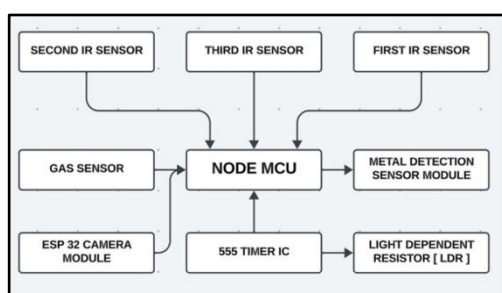 SECOND IR SENSOR
THIRD IR SENSOR
FIRST IR SENSOR
GAS SENSOR
NODE MCU
METAL DETECTION
SENSOR MODULE
ESP 32 CAMERA
MODULE
555 TIMER IC
LIGHT DEPENDENT
RESISTOR [ LDR ]